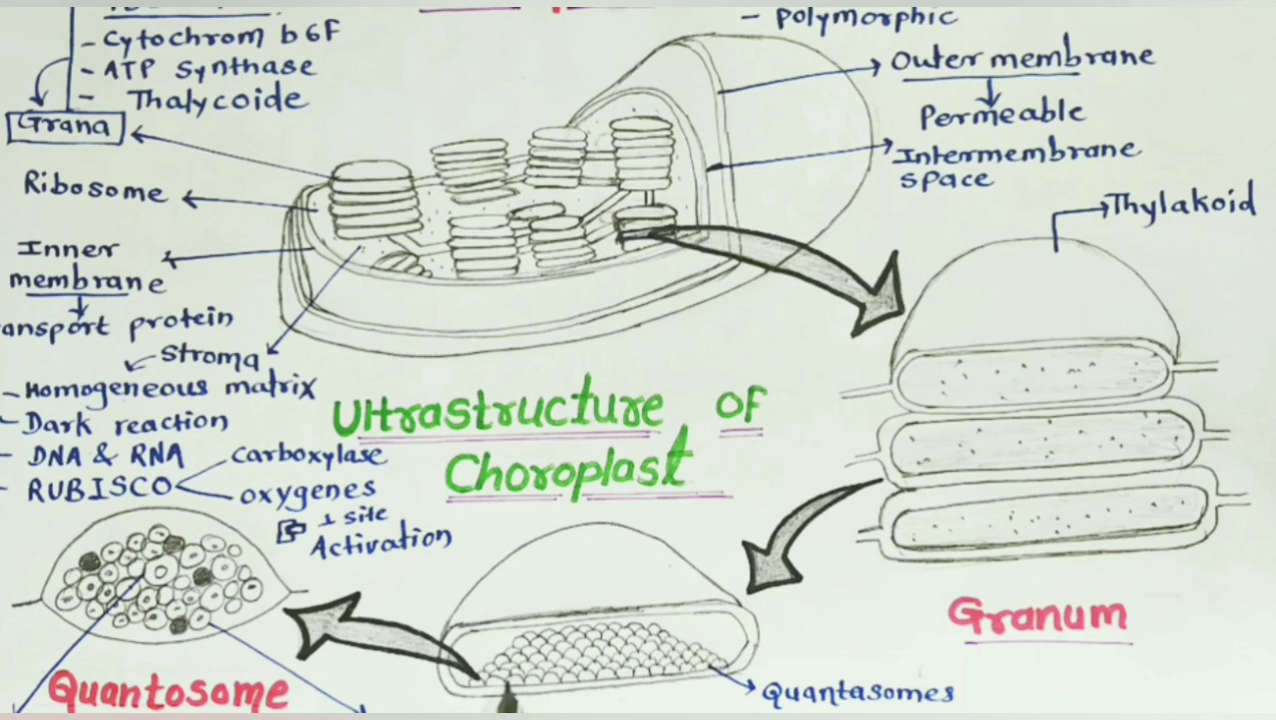 - Cytochrom b6F
- ATP Synthase
- Thalycoide
Grana
Ribosome
Inner
membrane
ansport protein
Stroma
- Homogeneous matrix
- Dark reaction
- DNA & RNA
- RUBISCO
carboxylase
oxygenes
1 site
Activation
- Polymorphic
Outer membrane
Permeable
Intermembrane
space
Thylakoid
Ultrastructure of
Choroplast
Granum
Quantasomes
Quantosome